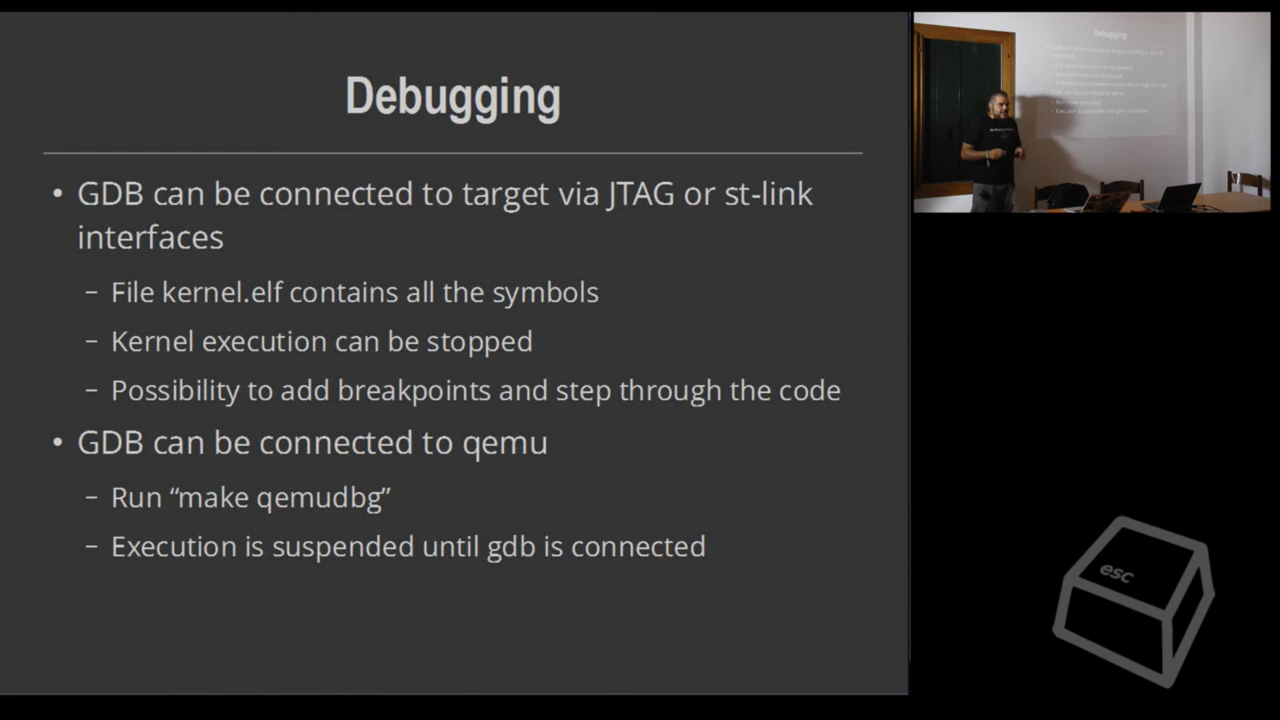 Debugging
• GDB can be connected to target via JTAG or st-link
interfaces
– File kernel.elf contains all the symbols
– Kernel execution can be stopped
– Possibility to add breakpoints and step through the code
• GDB can be connected to qemu
– Run “make qemudbg”
– Execution is suspended until gdb is connected
Debugging
esc